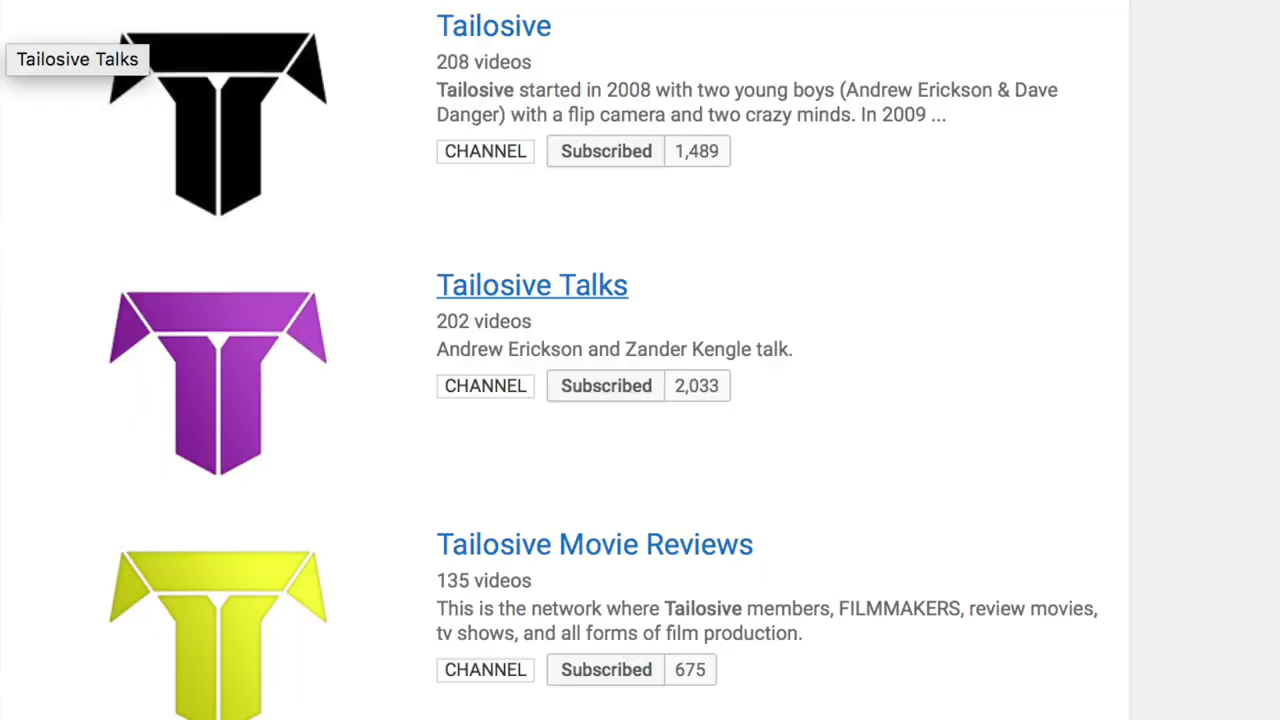 Tailosive
208 videos
Tailosive Talks
Tailosive started in 2008 with two young boys (Andrew Erickson & Dave
Danger) with a flip camera and two crazy minds. In 2009 ...
CHANNEL Subscribed 1,489
Tailosive Talks
202 videos
Andrew Erickson and Zander Kengle talk.
CHANNEL Subscribed 2,033
Tailosive Movie Reviews
135 videos
This is the network where Tailosive members, FILMMAKERS, review movies,
tv shows, and all forms of film production.
CHANNEL Subscribed 675